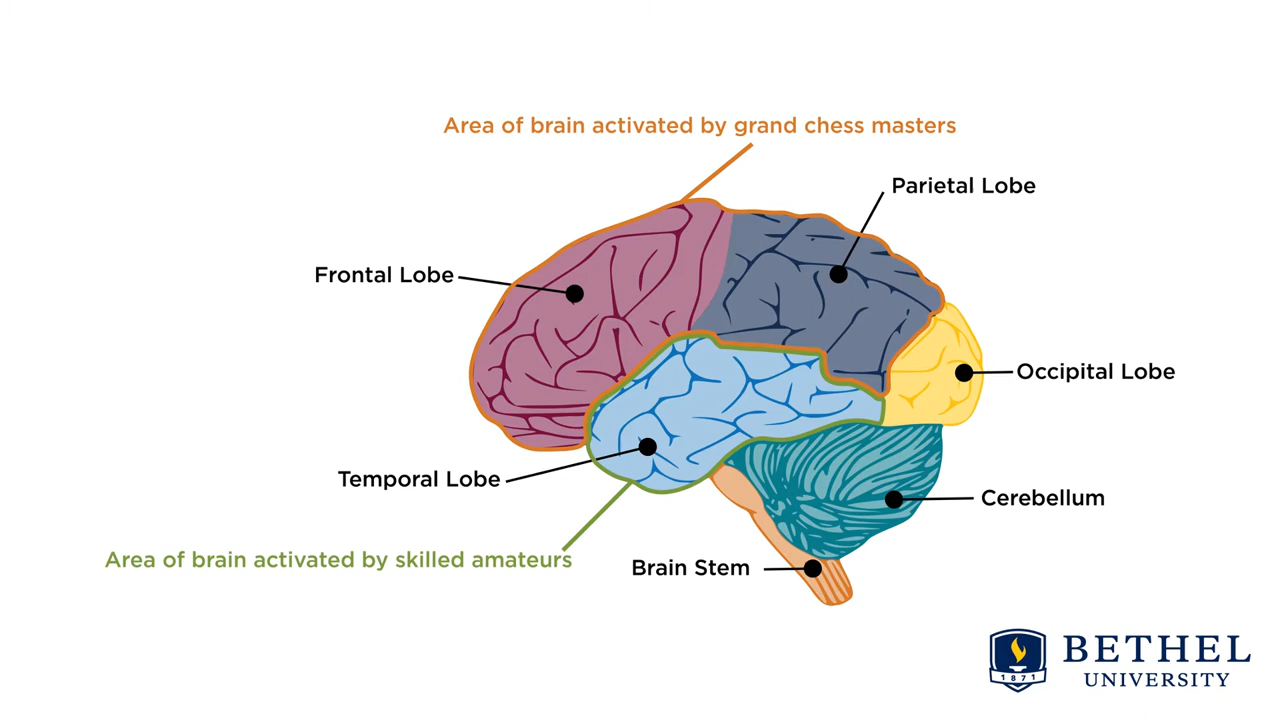 Area of brain activated by grand chess masters
Parietal Lobe
Frontal Lobe
Occipital Lobe
Temporal Lobe
Cerebellum
Area of brain activated by skilled amateurs
Brain Stem
1871
BETHEL
UNIVERSITY